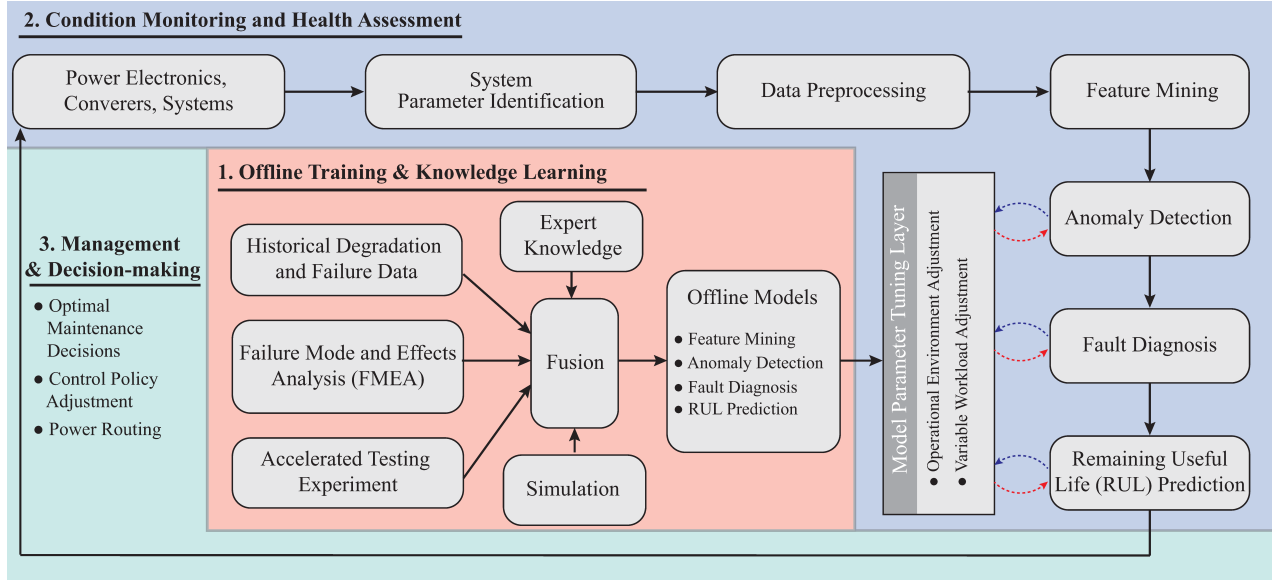 2. Condition Monitoring and Health Assessment
Power Electronics,
Converers, Systems
System
Parameter Identification
Data Preprocessing
Feature Mining
1. Offline Training & Knowledge Learning
Historical Degradation
and Failure Data
Expert
Knowledge
Failure Mode and Effects
Analysis (FMEA)
Fusion
Accelerated Testing
Experiment
Simulation
Offline Models
● Feature Mining
● Anomaly Detection
● Fault Diagnosis
● RUL Prediction
Model Parameter Tuning Layer
● Operational Environment Adjustment
● Variable Workload Adjustment
Anomaly Detection
Fault Diagnosis
Remaining Useful
Life (RUL) Prediction
3. Management
& Decision-making
● Optimal
Maintenance
Decisions
● Control Policy
Adjustment
● Power Routing